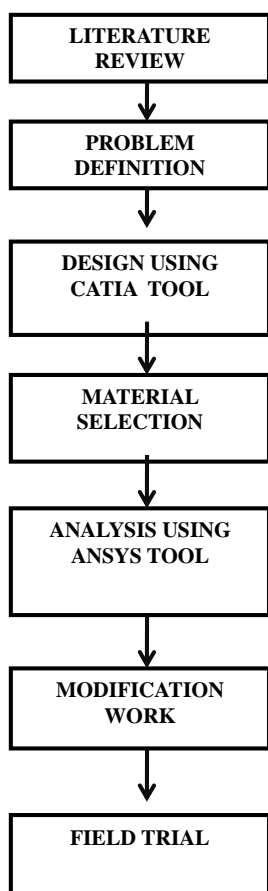 LITERATURE
REVIEW
PROBLEM
DEFINITION
DESIGN USING
CATIA TOOL
MATERIAL
SELECTION
ANALYSIS USING
ANSYS TOOL
MODIFICATION
WORK
FIELD TRIAL